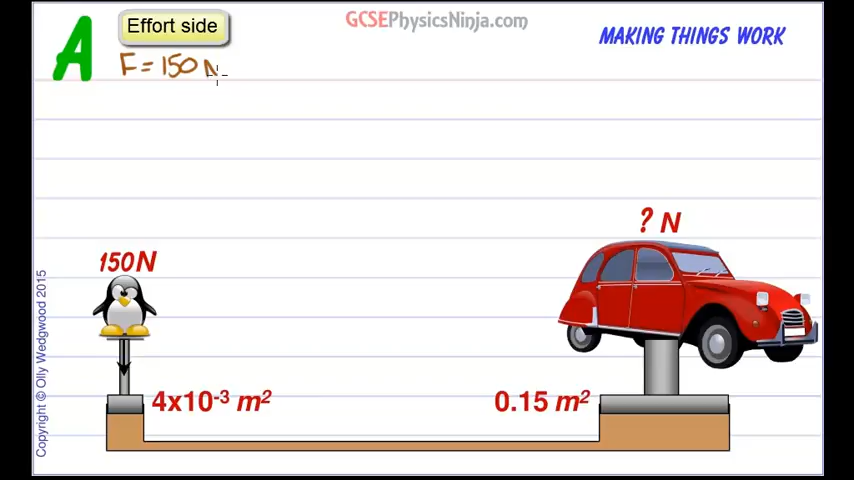 GCSEPhysicsNinja.com
A
Effort side
MAKING THINGS WORK
F = 150 N
? N
150N
4x10⁻³ m²
0.15 m²
Copyright © Olly Wedgwood 2015